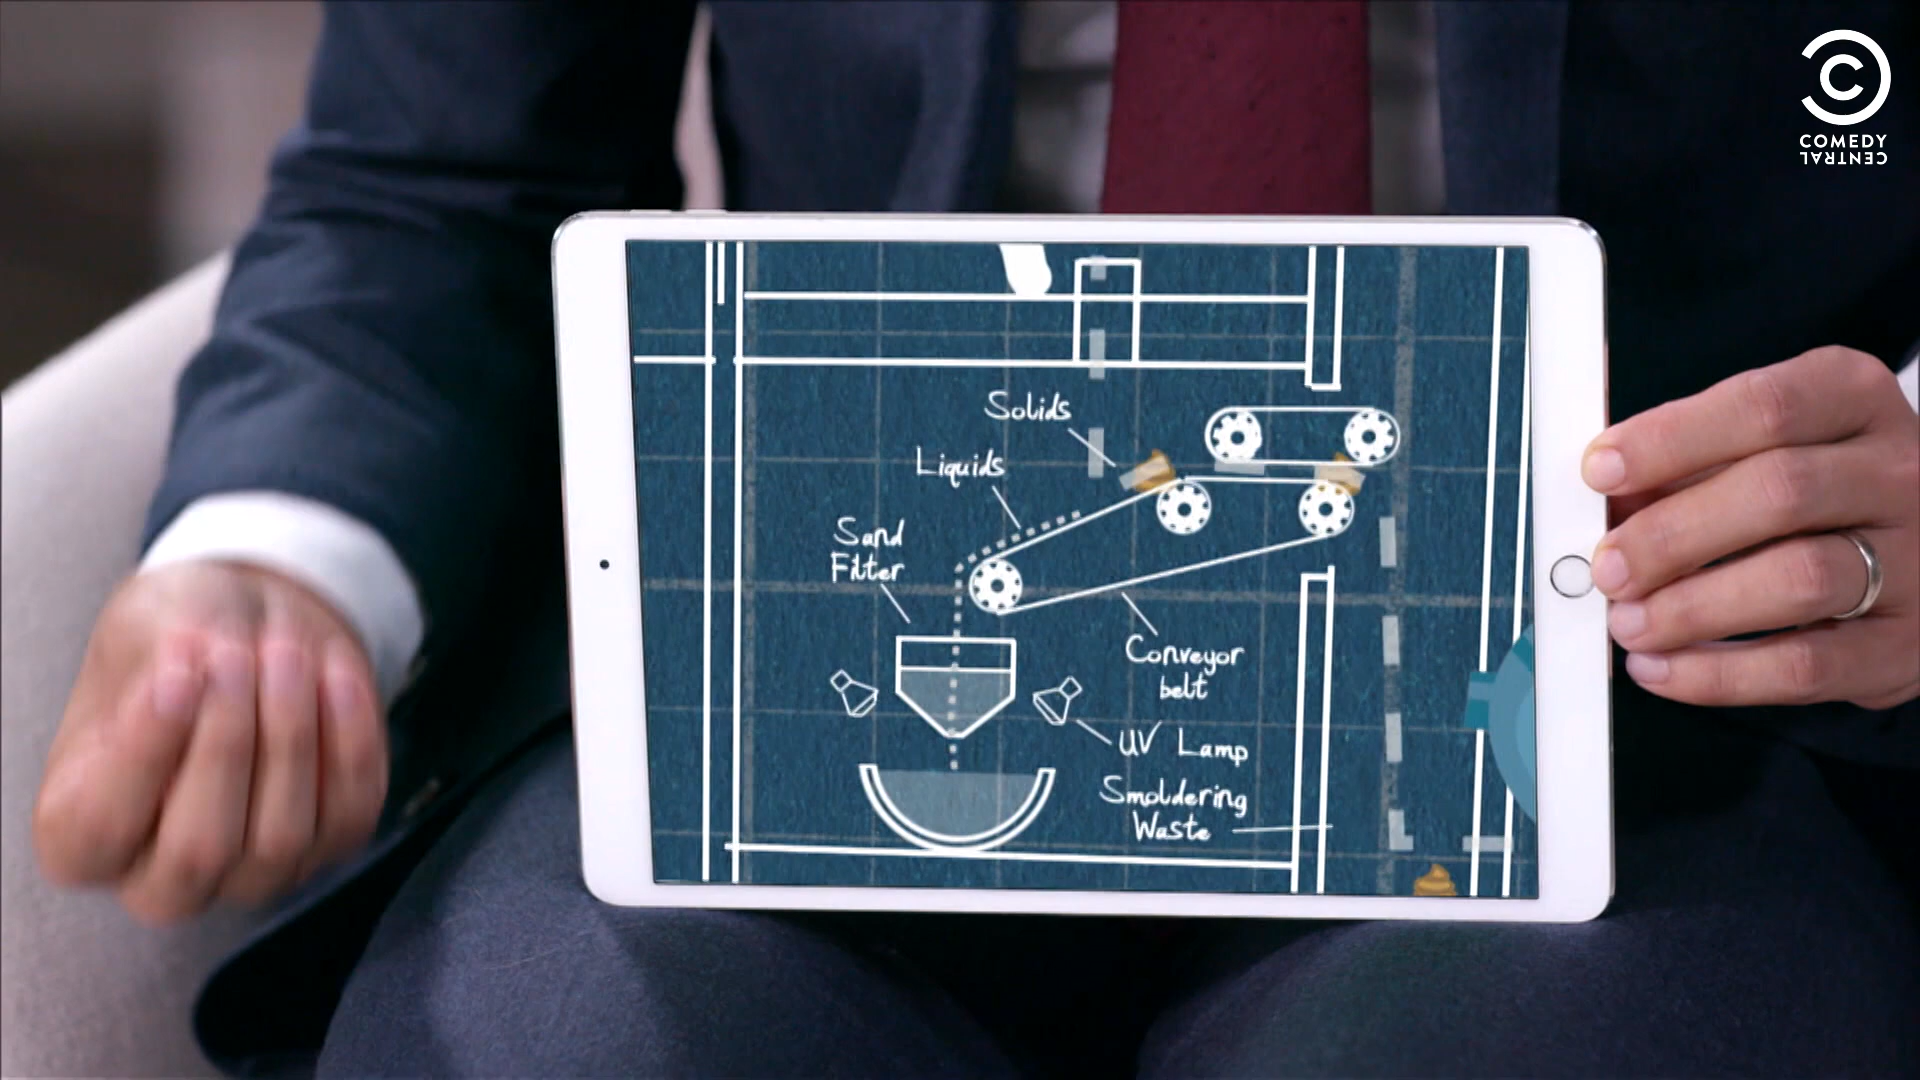 COMEDY
CENTRAL
Solids
Liquids
Sand
Filter
Conveyor
belt
UV Lamp
Smoldering
Waste